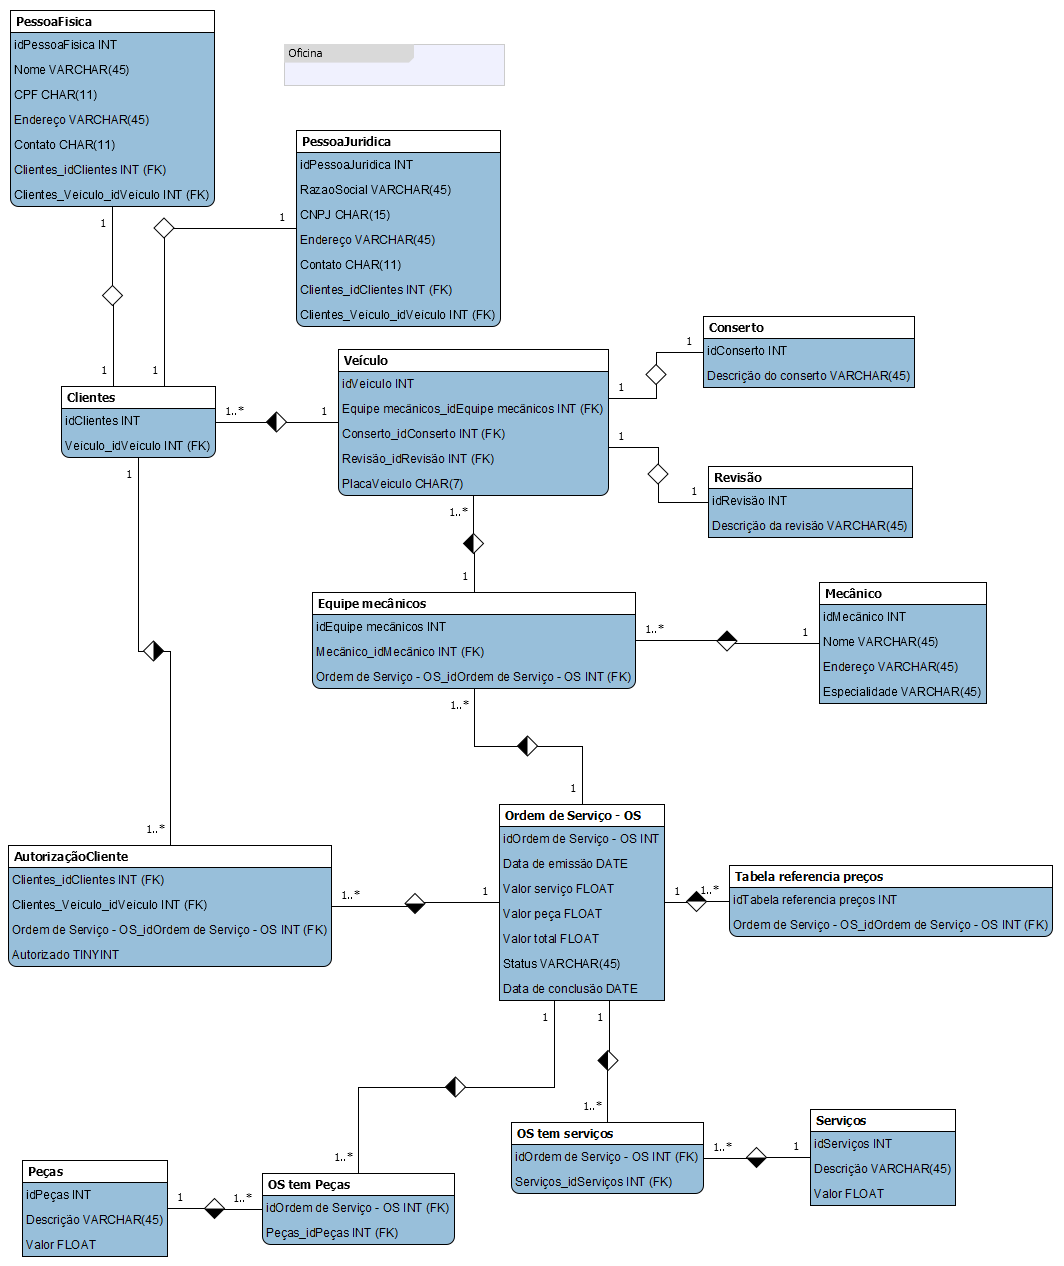 PessoaFisica
idPessoaFisica INT
Nome VARCHAR(45)
CPF CHAR(11)
Endereço VARCHAR(45)
Contato CHAR(11)
Clientes_idClientes INT (FK)
Clientes_Veiculo_idVeiculo INT (FK)
Oficina
PessoaJuridica
idPessoaJuridica INT
RazaoSocial VARCHAR(45)
CNPJ CHAR(15)
Endereço VARCHAR(45)
Contato CHAR(11)
Clientes_idClientes INT (FK)
Clientes_Veiculo_idVeiculo INT (FK)
1
1
1
1
Clientes
idClientes INT
Veiculo_idVeiculo INT (FK)
1..*
1
Veículo
idVeiculo INT
Equipe mecânicos_idEquipe mecânicos INT (FK)
Conserto_idConserto INT (FK)
Revisão_idRevisão INT (FK)
PlacaVeiculo CHAR(7)
1
1
Conserto
idConserto INT
Descrição do conserto VARCHAR(45)
1
1
Revisão
idRevisão INT
Descrição da revisão VARCHAR(45)
1..*
1
Equipe mecânicos
idEquipe mecânicos INT
Mecânico_idMecânico INT (FK)
Ordem de Serviço - OS_idOrdem de Serviço - OS INT (FK)
1..*
1
Mecânico
idMecânico INT
Nome VARCHAR(45)
Endereço VARCHAR(45)
Especialidade VARCHAR(45)
1..*
1
1
1..*
Ordem de Serviço - OS
idOrdem de Serviço - OS INT
Data de emissão DATE
Valor serviço FLOAT
Valor peça FLOAT
Valor total FLOAT
Status VARCHAR(45)
Data de conclusão DATE
AutorizaçãoCliente
Clientes_idClientes INT (FK)
Clientes_Veiculo_idVeiculo INT (FK)
Ordem de Serviço - OS_idOrdem de Serviço - OS INT (FK)
Autorizado TINYINT
1..*
1
1
1..*
Tabela referencia preços
idTabela referencia preços INT
Ordem de Serviço - OS_idOrdem de Serviço - OS INT (FK)
1
1
1..*
1..*
OS tem serviços
idOrdem de Serviço - OS INT (FK)
Serviços_idServiços INT (FK)
1..*
1
Serviços
idServiços INT
Descrição VARCHAR(45)
Valor FLOAT
Peças
idPeças INT
Descrição VARCHAR(45)
Valor FLOAT
1
1..*
OS tem Peças
idOrdem de Serviço - OS INT (FK)
Peças_idPeças INT (FK)